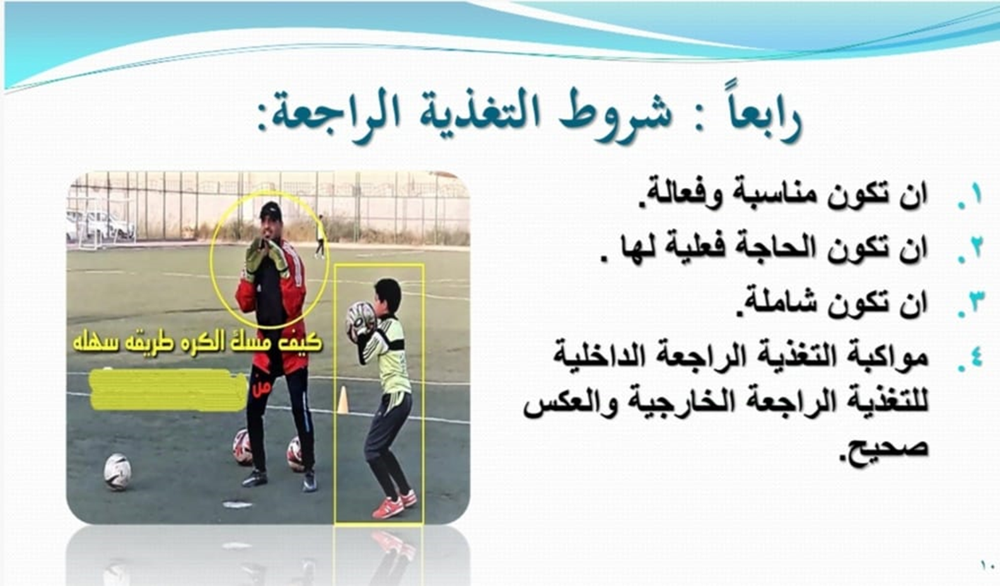 رابعاً : شروط التغذية الراجعة:
١. ان تكون مناسبة وفعالة.
٢. ان تكون الحاجة فعلية لها .
٣. ان تكون شاملة.
٤. مواكبة التغذية الراجعة الداخلية
للتغذية الراجعة الخارجية والعكس
صحيح.
كيف مسك الكره طريقه سهله
من
١٠